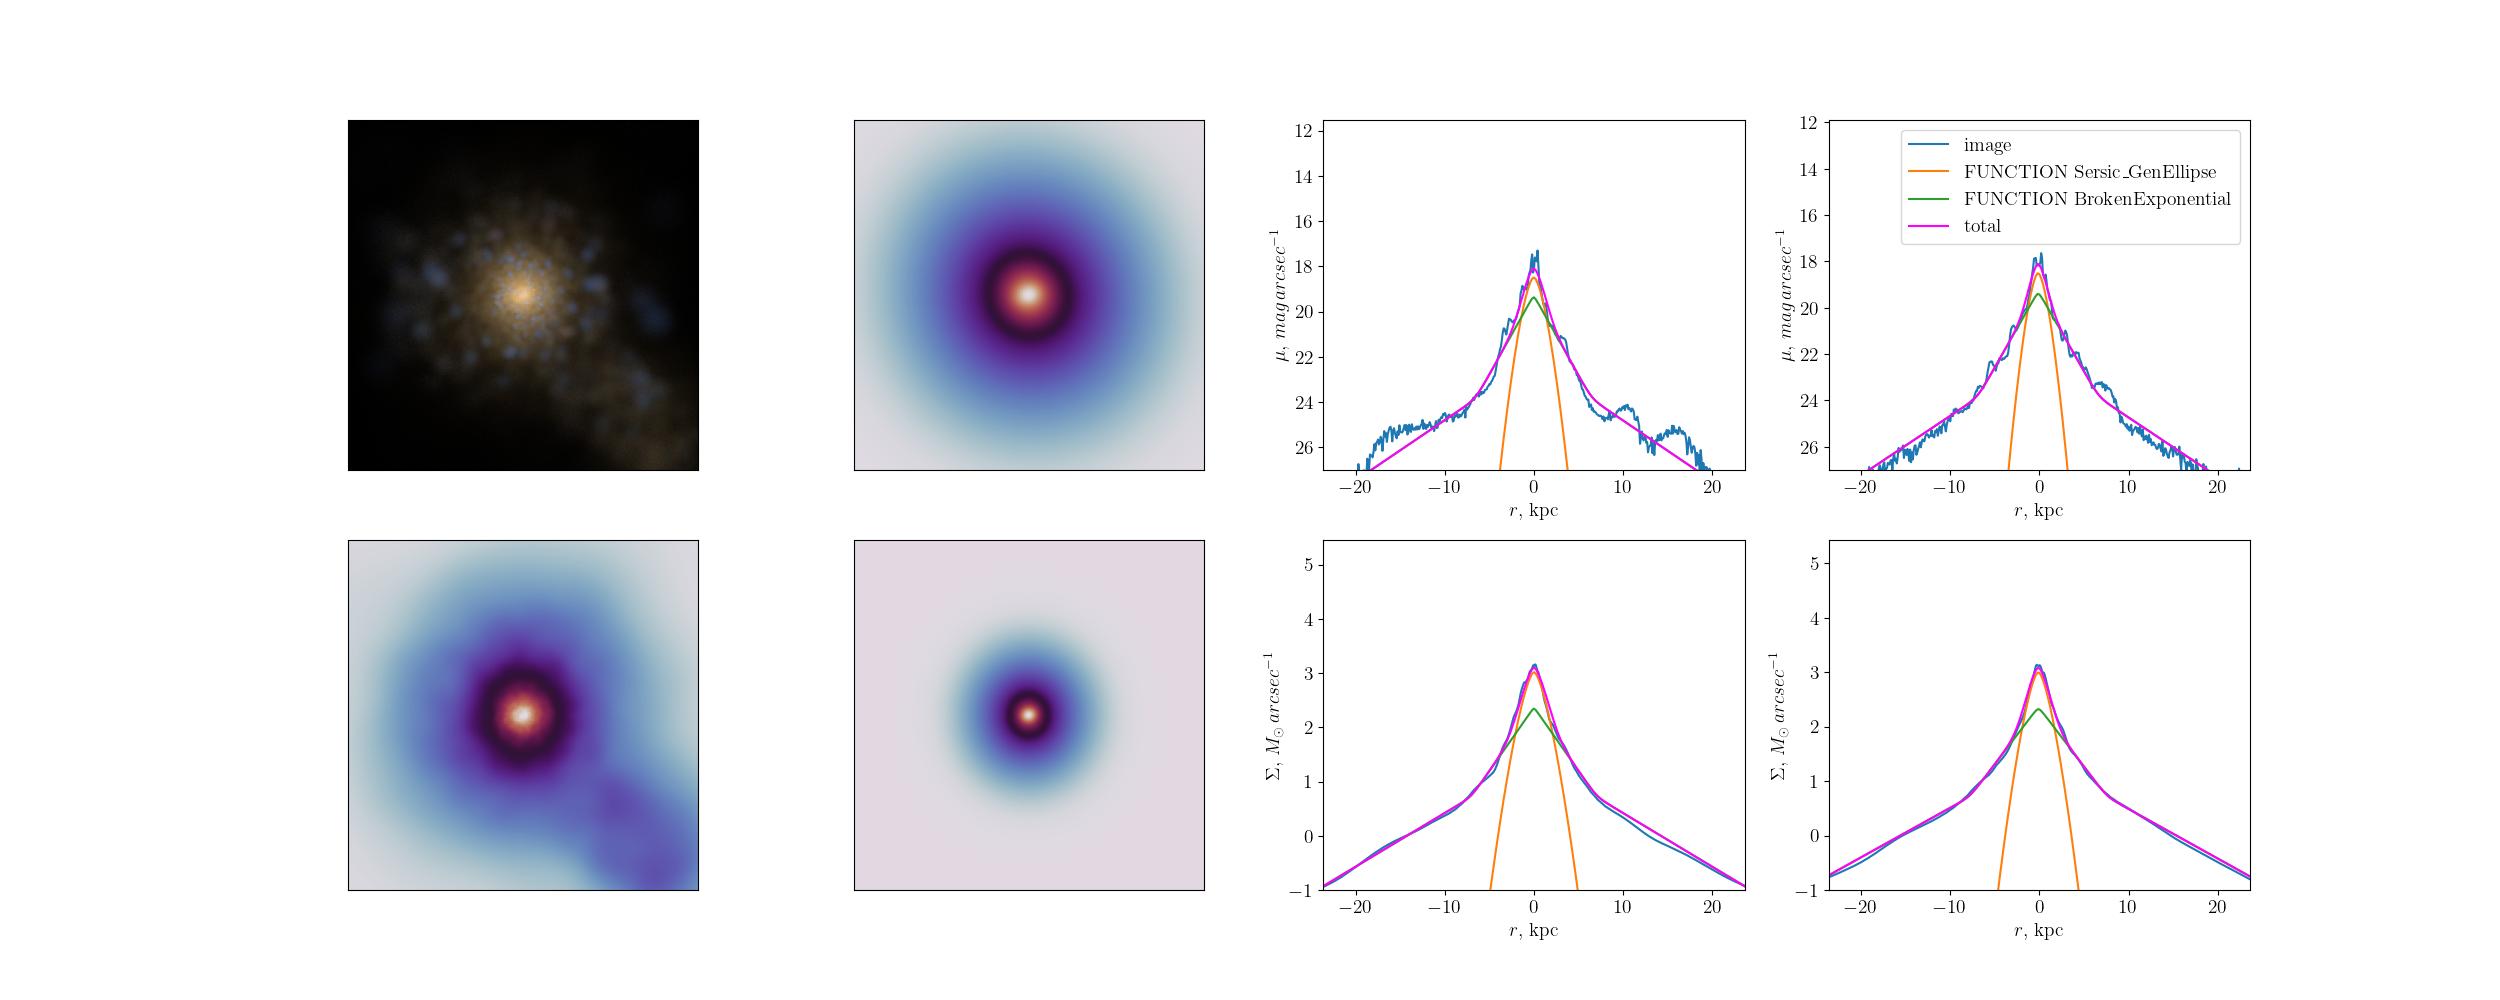 12
14
16
18
20
22
24
26
μ, mag arcsec⁻¹
−20 −10 0 10 20
r, kpc
12
14
16
18
20
22
24
26
μ, mag arcsec⁻¹
image
FUNCTION Sersic_GenEllipse
FUNCTION BrokenExponential
total
−20 −10 0 10 20
r, kpc
5
4
3
2
1
0
−1
Σ, M⊙ arcsec⁻¹
−20 −10 0 10 20
r, kpc
5
4
3
2
1
0
−1
Σ, M⊙ arcsec⁻¹
−20 −10 0 10 20
r, kpc